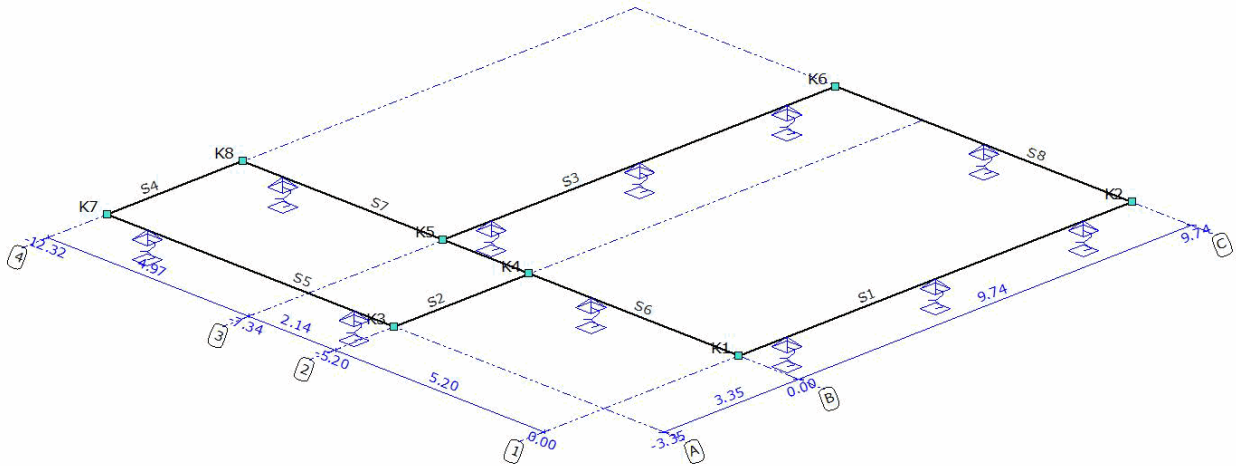 K6
K8
S4
S3
S8
K7
S7
K2
K5
4
-12.32
4.97
K4
C
9.74
S5
S2
S1
9.74
S6
3
-7.34
2.14
K3
K1
2
-5.20
5.20
3.35
0.00
B
1
0.00
-3.35
A